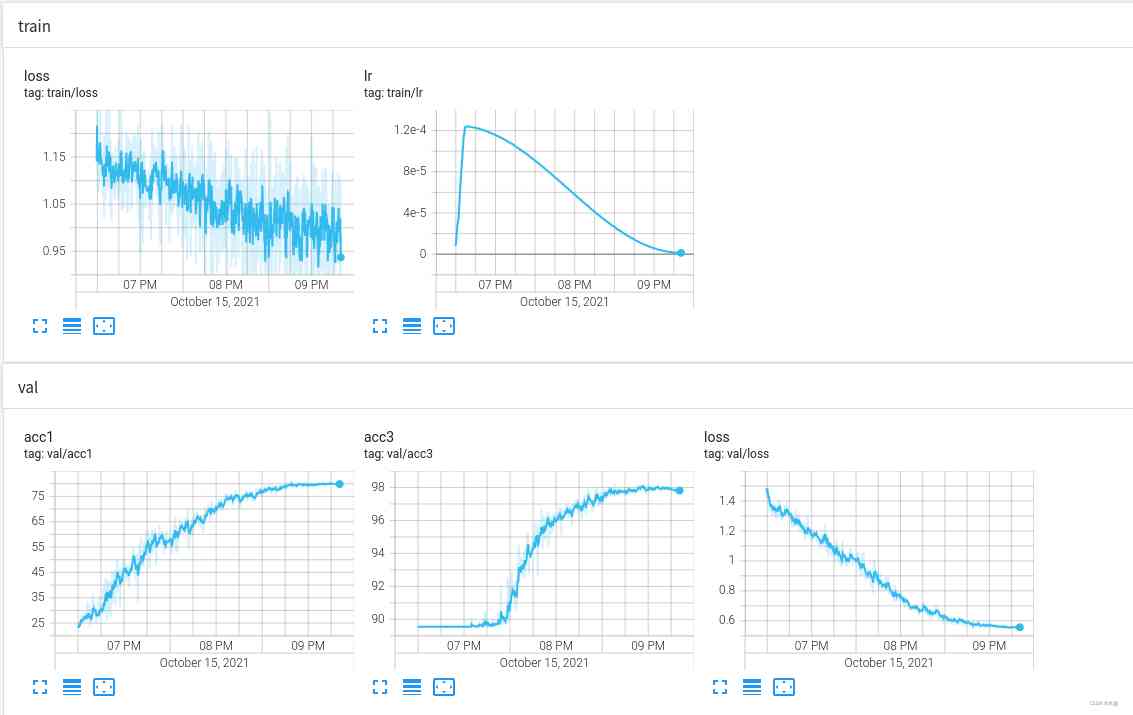 train
loss
tag: train/loss
1.15
1.05
0.95
07 PM 08 PM 09 PM
October 15, 2021
lr
tag: train/lr
1.2e-4
8e-5
4e-5
0
07 PM 08 PM 09 PM
October 15, 2021
val
acc1
tag: val/acc1
75
65
55
45
35
25
07 PM 08 PM 09 PM
October 15, 2021
acc3
tag: val/acc3
98
96
94
92
90
07 PM 08 PM 09 PM
October 15, 2021
loss
tag: val/loss
1.4
1.2
1
0.8
0.6
07 PM 08 PM 09 PM
October 15, 2021